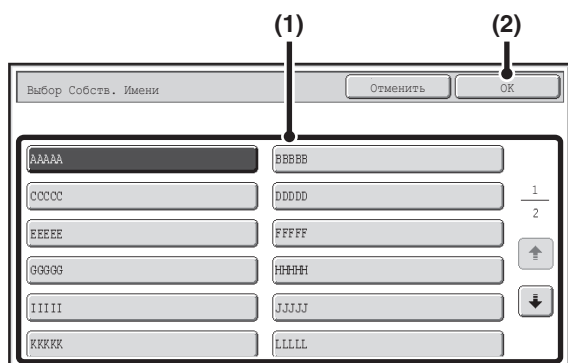 (1) (2)
Выбор Собств. Имени Отменить OK
AAAAA BBBBB
CCCCC DDDDD
1
2
EEEEE FFFFF
GGGGG HHHHH
IIIII JJJJJ
KKKKK LLLLL